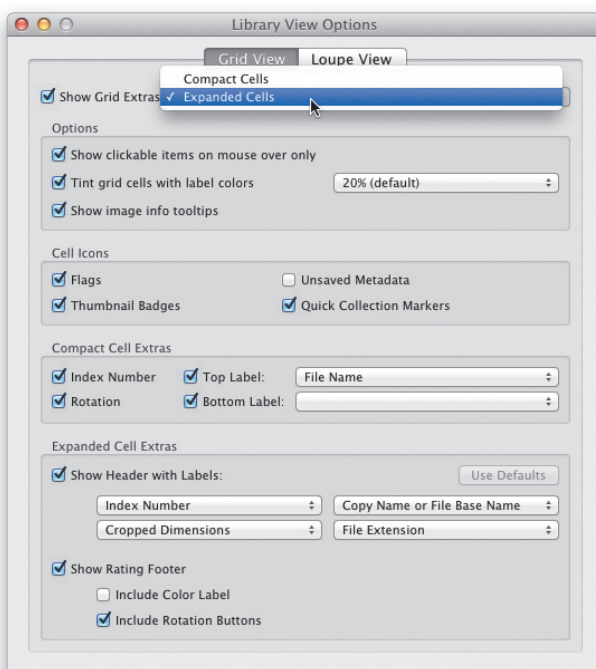 Library View Options
Grid View Loupe View
Compact Cells
Show Grid Extras ✓ Expanded Cells
Options
Show clickable items on mouse over only
Tint grid cells with label colors 20% (default)
Show image info tooltips
Cell Icons
Flags Unsaved Metadata
Thumbnail Badges Quick Collection Markers
Compact Cell Extras
Index Number Top Label: File Name
Rotation Bottom Label:
Expanded Cell Extras
Show Header with Labels: Use Defaults
Index Number Copy Name or File Base Name
Cropped Dimensions File Extension
Show Rating Footer
Include Color Label
Include Rotation Buttons